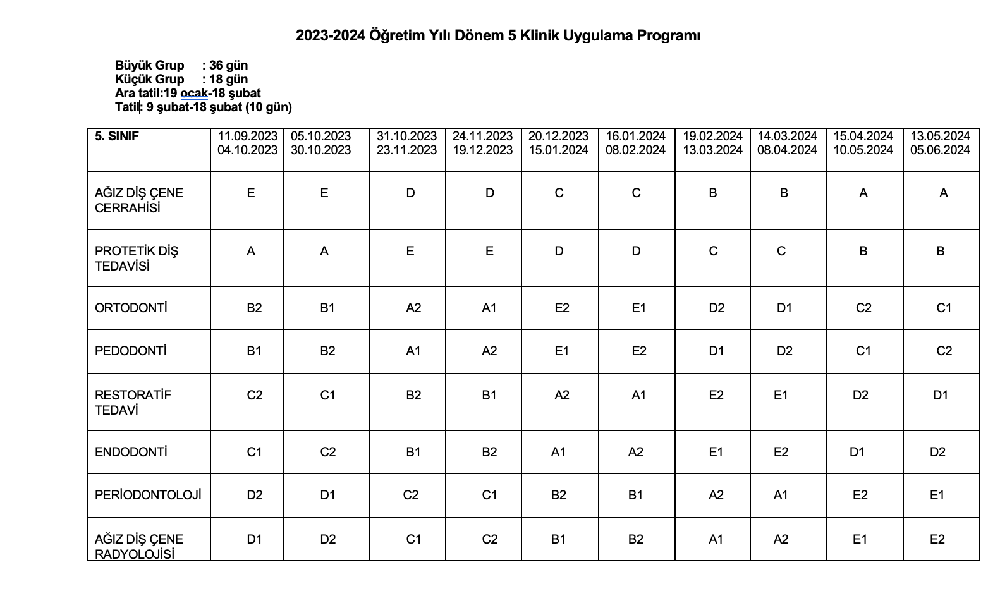 2023-2024 Öğretim Yılı Dönem 5 Klinik Uygulama Programı
Büyük Grup : 36 gün
Küçük Grup : 18 gün
Ara tatil:19 ocak-18 şubat
Tatil: 9 şubat-18 şubat (10 gün)
5. SINIF 11.09.2023 05.10.2023 31.10.2023 24.11.2023 20.12.2023 16.01.2024 19.02.2024 14.03.2024 15.04.2024 13.05.2024
04.10.2023 30.10.2023 23.11.2023 19.12.2023 15.01.2024 08.02.2024 13.03.2024 08.04.2024 10.05.2024 05.06.2024
AĞIZ DİŞ ÇENE E E D D C C B B A A
CERRAHİSİ
PROTETİK DİŞ A A E E D D C C B B
TEDAVİSİ
ORTODONTİ B2 B1 A2 A1 E2 E1 D2 D1 C2 C1
PEDODONTİ B1 B2 A1 A2 E1 E2 D1 D2 C1 C2
RESTORATİF C2 C1 B2 B1 A2 A1 E2 E1 D2 D1
TEDAVİ
ENDODONTİ C1 C2 B1 B2 A1 A2 E1 E2 D1 D2
PERİODONTOLOJİ D2 D1 C2 C1 B2 B1 A2 A1 E2 E1
AĞIZ DİŞ ÇENE D1 D2 C1 C2 B1 B2 A1 A2 E1 E2
RADYOLOJİSİ